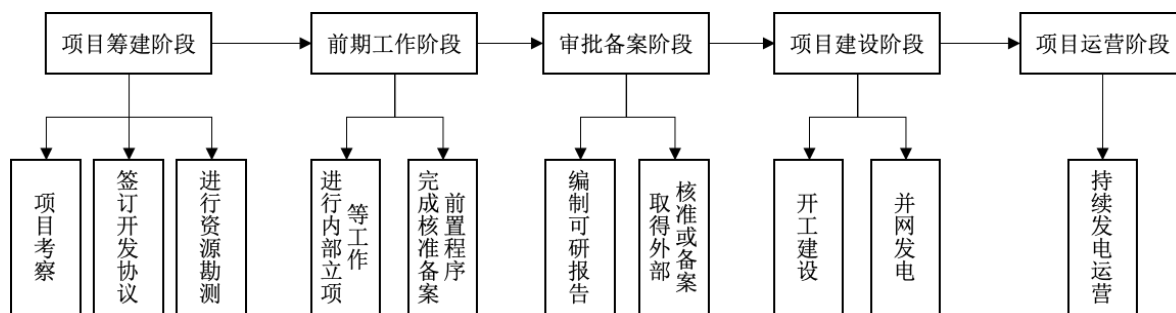 项目筹建阶段
前期工作阶段
审批备案阶段
项目建设阶段
项目运营阶段
项目考察
签订开发协议
进行资源勘测
进行内部立项
等工作
完成核准备案
前置程序
编制可研报告
取得外部
核准或备案
开工建设
并网发电
持续发电运营